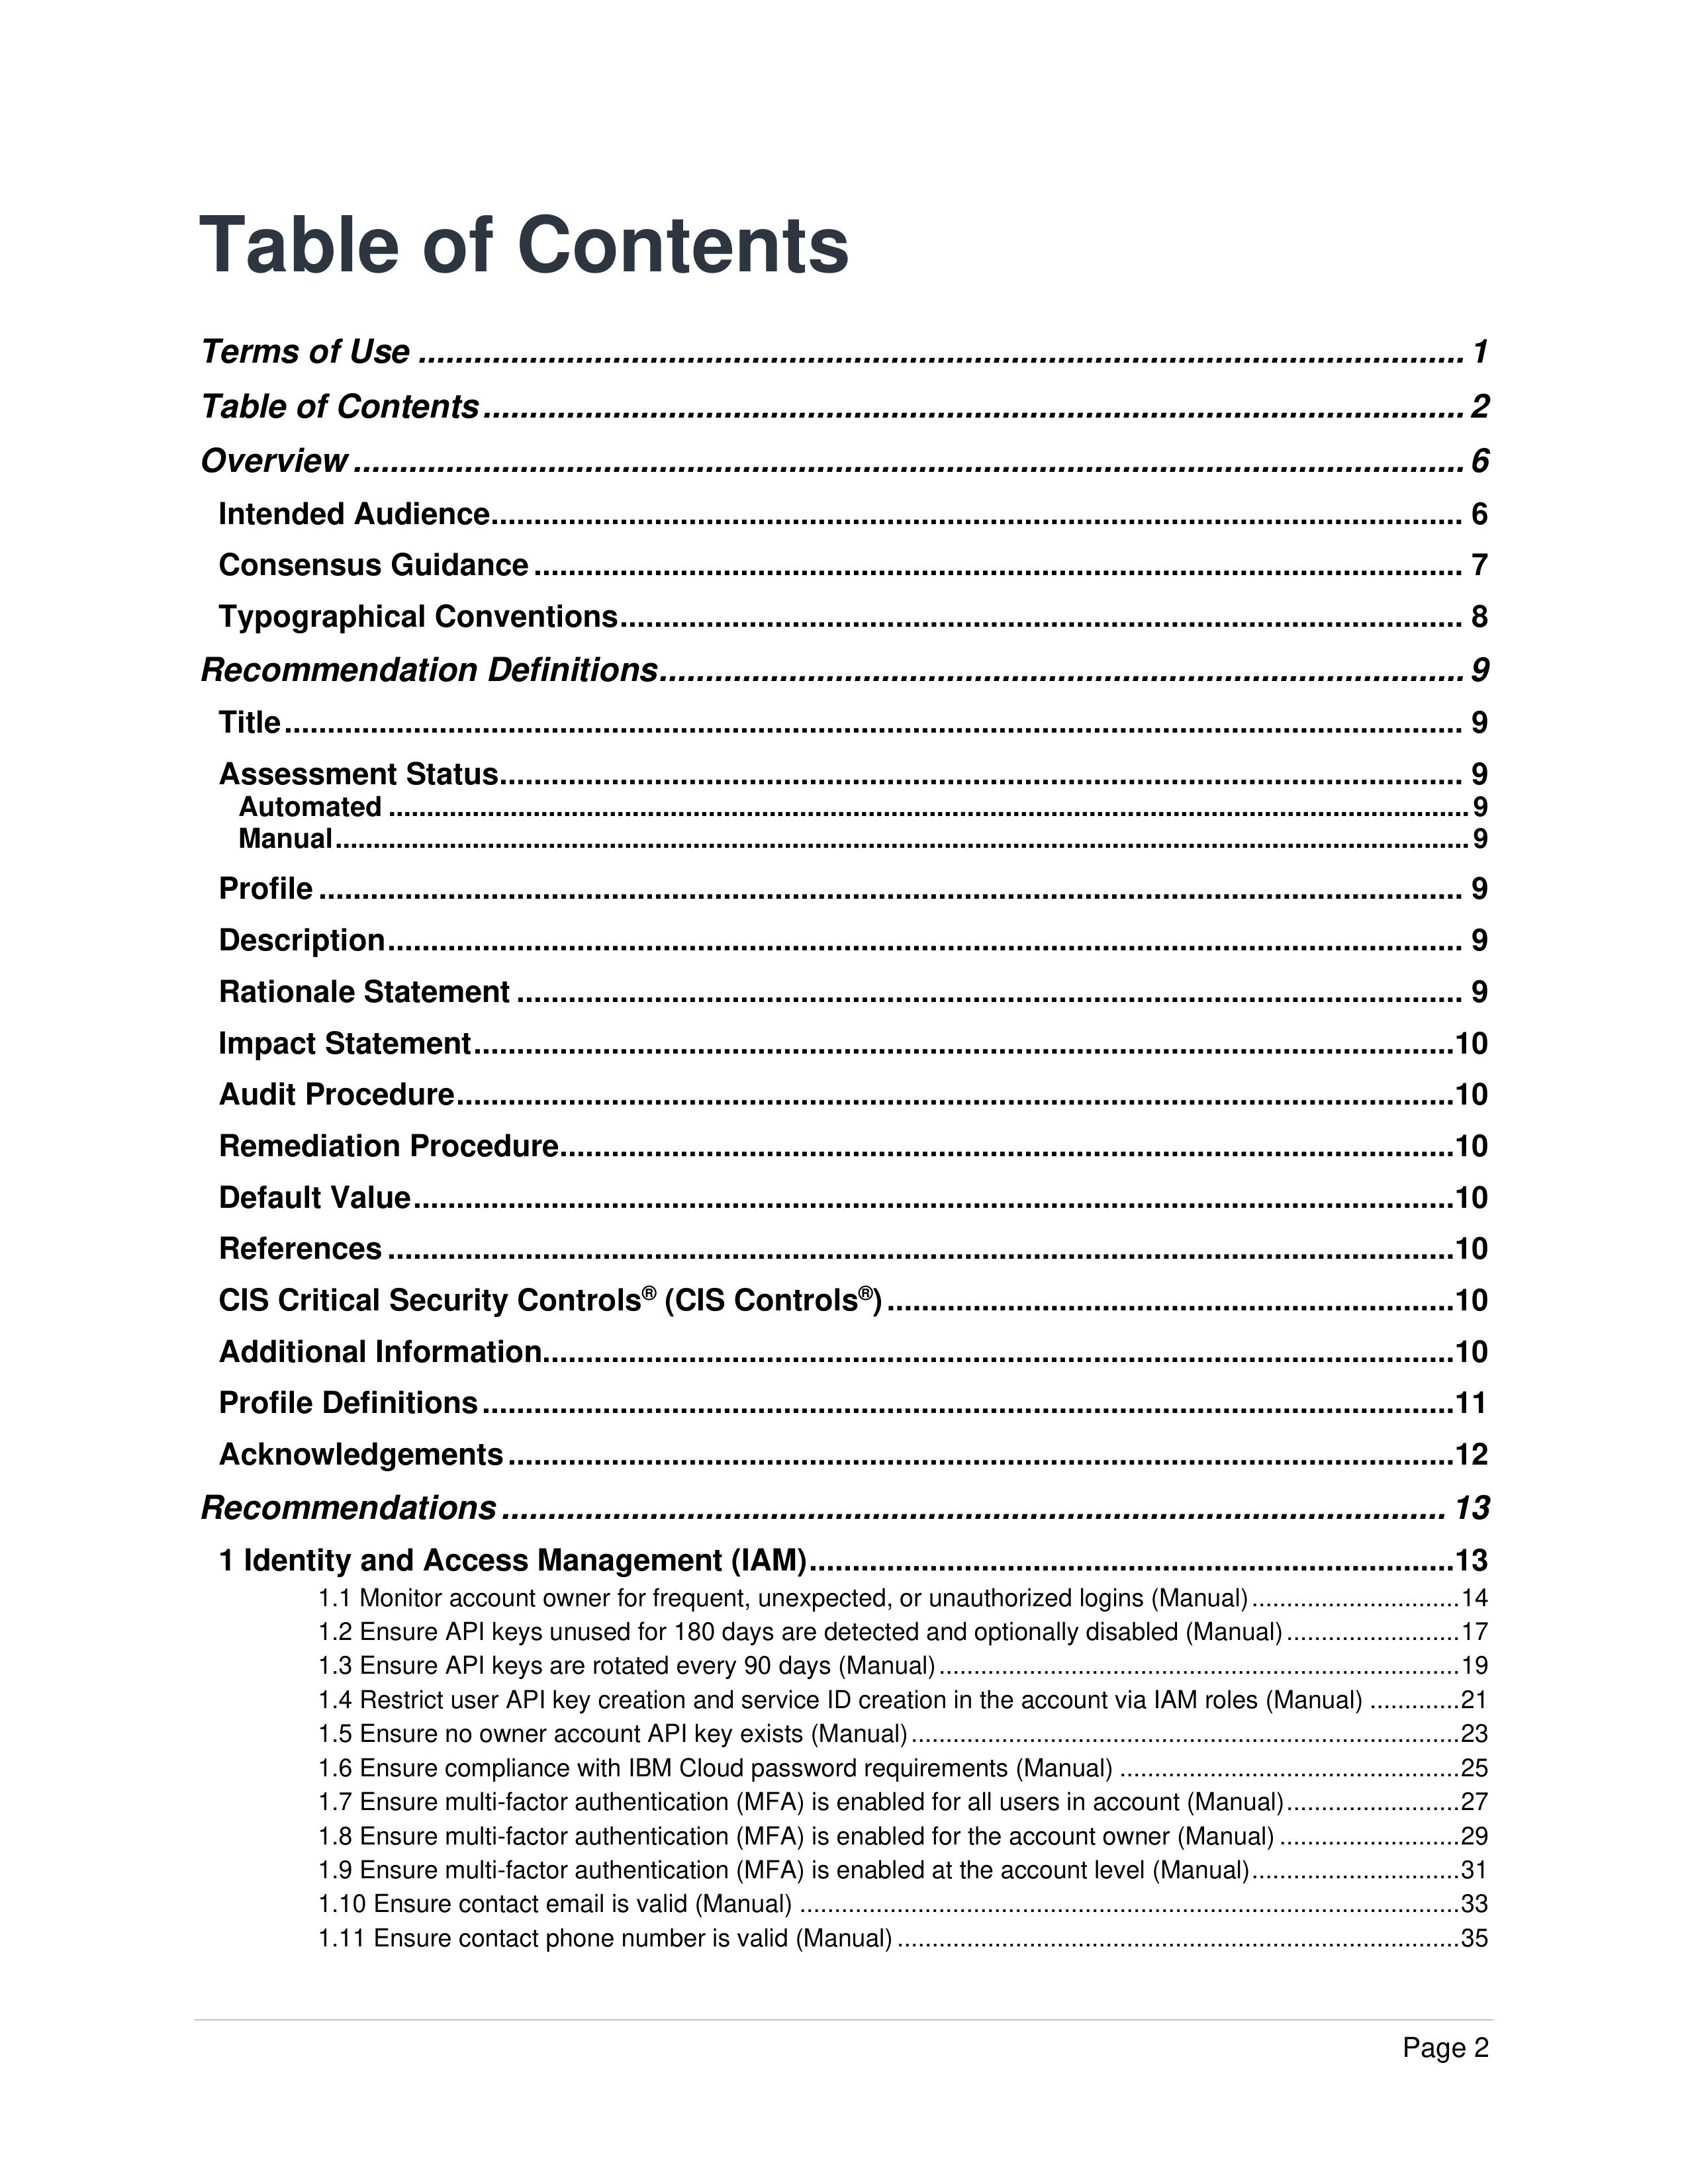 Table of Contents
Terms of Use ........................................................................................................ 1
Table of Contents ................................................................................................. 2
Overview .............................................................................................................. 6
Intended Audience................................................................................................ 6
Consensus Guidance ........................................................................................... 7
Typographical Conventions.................................................................................. 8
Recommendation Definitions................................................................................ 9
Title....................................................................................................................... 9
Assessment Status............................................................................................... 9
Automated ............................................................................................................ 9
Manual.................................................................................................................. 9
Profile ................................................................................................................... 9
Description............................................................................................................ 9
Rationale Statement ............................................................................................. 9
Impact Statement.................................................................................................10
Audit Procedure...................................................................................................10
Remediation Procedure.......................................................................................10
Default Value........................................................................................................10
References ..........................................................................................................10
CIS Critical Security Controls® (CIS Controls®) .................................................10
Additional Information..........................................................................................10
Profile Definitions .................................................................................................11
Acknowledgements .............................................................................................12
Recommendations .............................................................................................. 13
1 Identity and Access Management (IAM)...........................................................13
1.1 Monitor account owner for frequent, unexpected, or unauthorized logins (Manual) ..............................14
1.2 Ensure API keys unused for 180 days are detected and optionally disabled (Manual) .........................17
1.3 Ensure API keys are rotated every 90 days (Manual) ...........................................................................19
1.4 Restrict user API key creation and service ID creation in the account via IAM roles (Manual) .............21
1.5 Ensure no owner account API key exists (Manual) ...............................................................................23
1.6 Ensure compliance with IBM Cloud password requirements (Manual) .................................................25
1.7 Ensure multi-factor authentication (MFA) is enabled for all users in account (Manual).........................27
1.8 Ensure multi-factor authentication (MFA) is enabled for the account owner (Manual) ..........................29
1.9 Ensure multi-factor authentication (MFA) is enabled at the account level (Manual)..............................31
1.10 Ensure contact email is valid (Manual) ...............................................................................................33
1.11 Ensure contact phone number is valid (Manual) .................................................................................35
Page 2